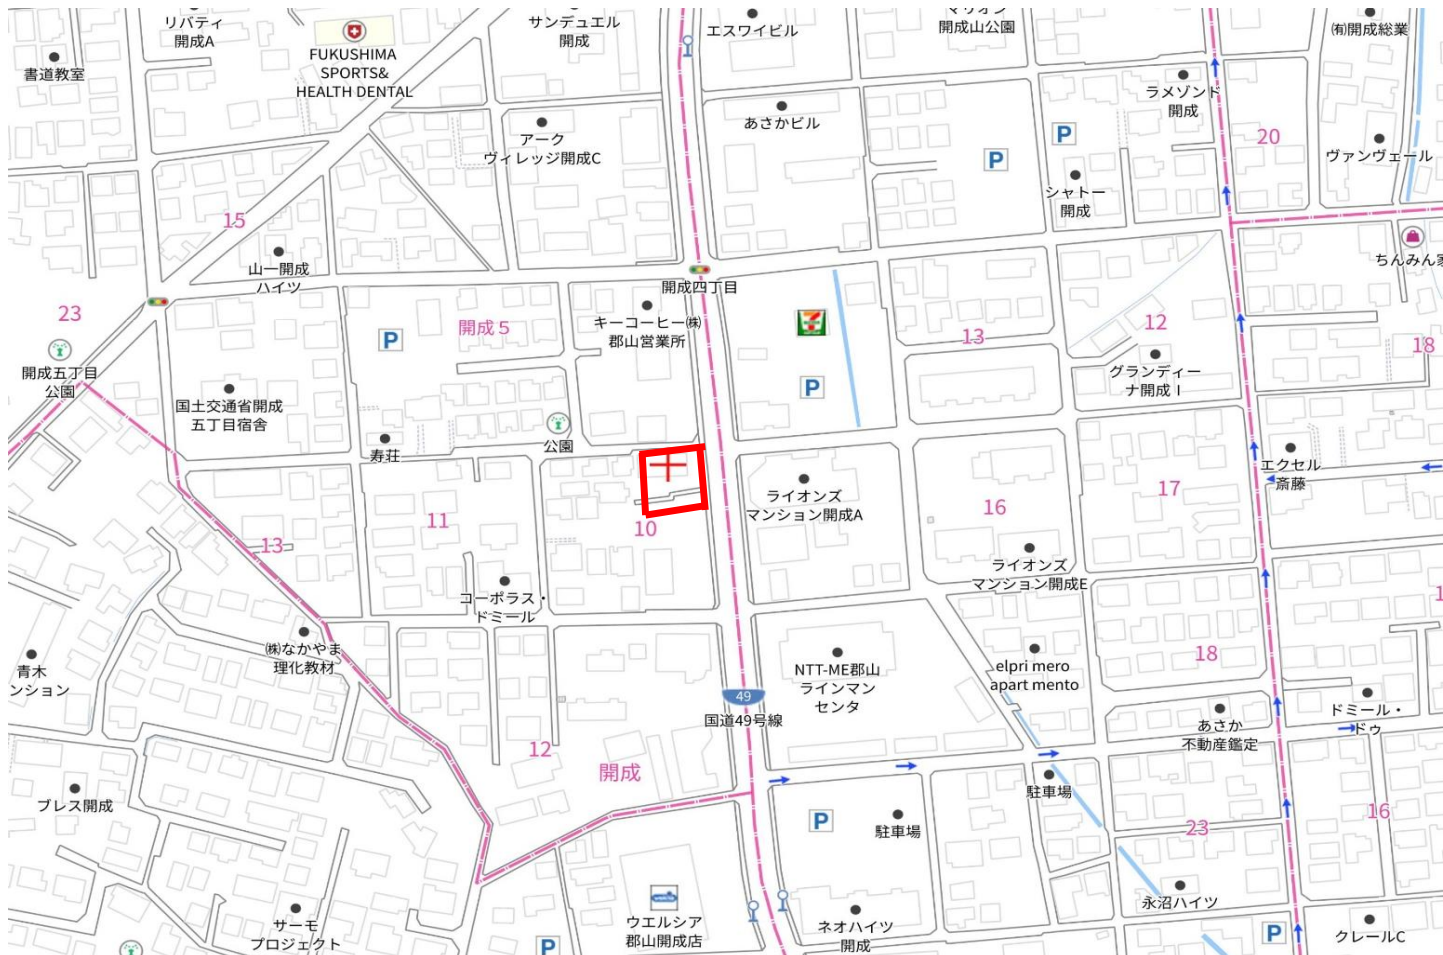 リバティ
開成A
サンデュエル
開成
エスワイビル
マリオン
開成山公園
㈲開成総業
FUKUSHIMA
SPORTS&
HEALTH DENTAL
書道教室
ラメゾンド
開成
アーク
ヴィレッジ開成C
あさかビル
P
P
20
ヴァンヴェール
シャトー
開成
15
山一開成
ハイツ
ちんみん家
開成四丁目
23
開成5
P
キーコーヒー㈱
郡山営業所
13
12
18
開成五丁目
公園
国土交通省開成
五丁目宿舎
P
グランディー
ナ開成Ⅰ
寿荘
公園
エクセル
斎藤
ライオンズ
マンション開成A
11
10
16
17
13
ライオンズ
マンション開成E
コーポラス・
ドミール
1
㈱なかやま
理化教材
青木
ンション
NTT-ME郡山
ラインマン
センタ
elpri mero
apart mento
18
49
国道49号線
あさか
不動産鑑定
ドミール・
ドゥ
12
開成
ブレス開成
P
駐車場
駐車場
23
16
サーモ
プロジェクト
ウエルシア
郡山開成店
P
ネオハイツ
開成
永沼ハイツ
P
クレールC